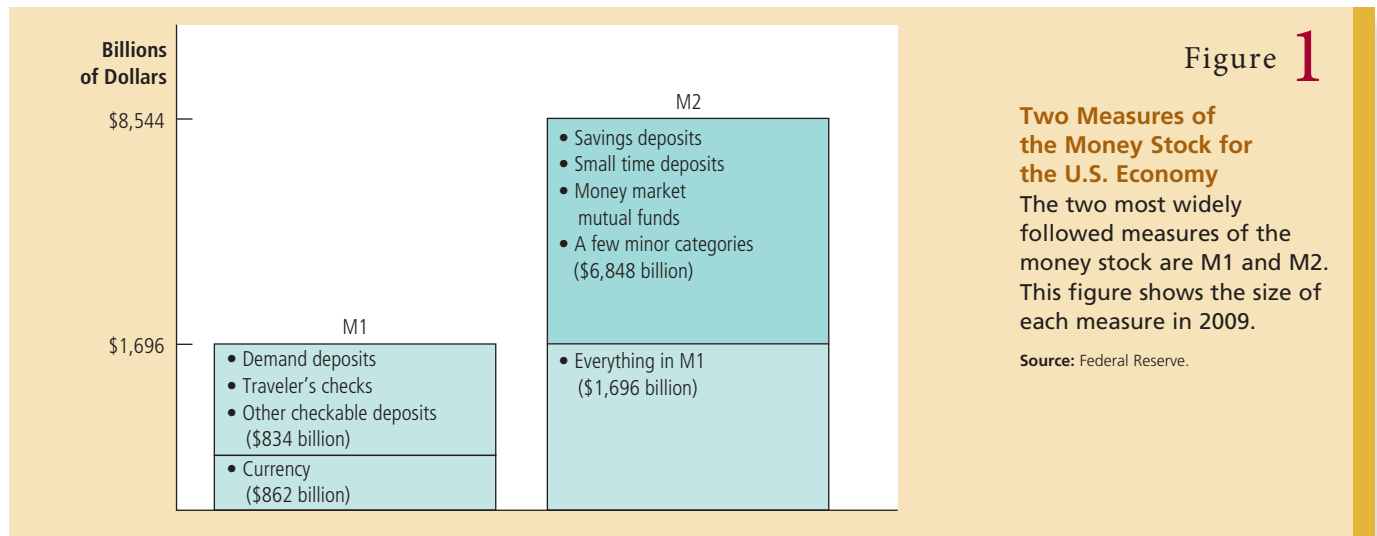 Billions
of Dollars
$8,544
$1,696
M1
• Demand deposits
• Traveler's checks
• Other checkable deposits
($834 billion)
• Currency
($862 billion)
M2
• Savings deposits
• Small time deposits
• Money market
mutual funds
• A few minor categories
($6,848 billion)
• Everything in M1
($1,696 billion)
Figure 1
Two Measures of
the Money Stock for
the U.S. Economy
The two most widely
followed measures of the
money stock are M1 and M2.
This figure shows the size of
each measure in 2009.
Source: Federal Reserve.